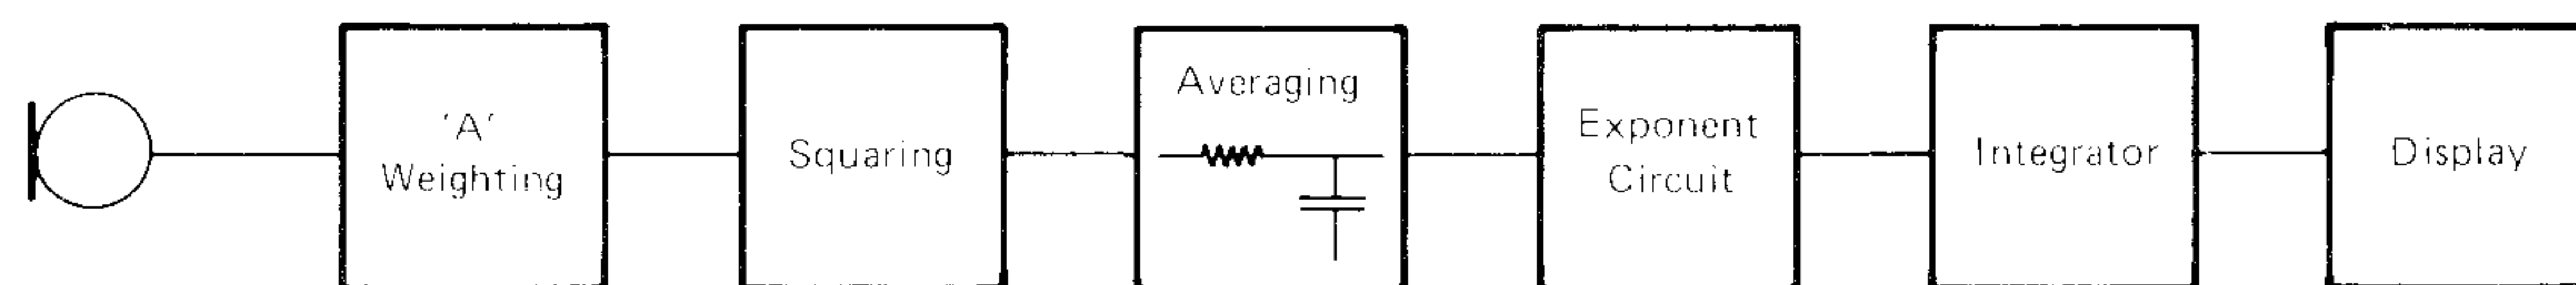 'A'
Weighting
Squaring
Averaging
Exponent
Circuit
Integrator
Display